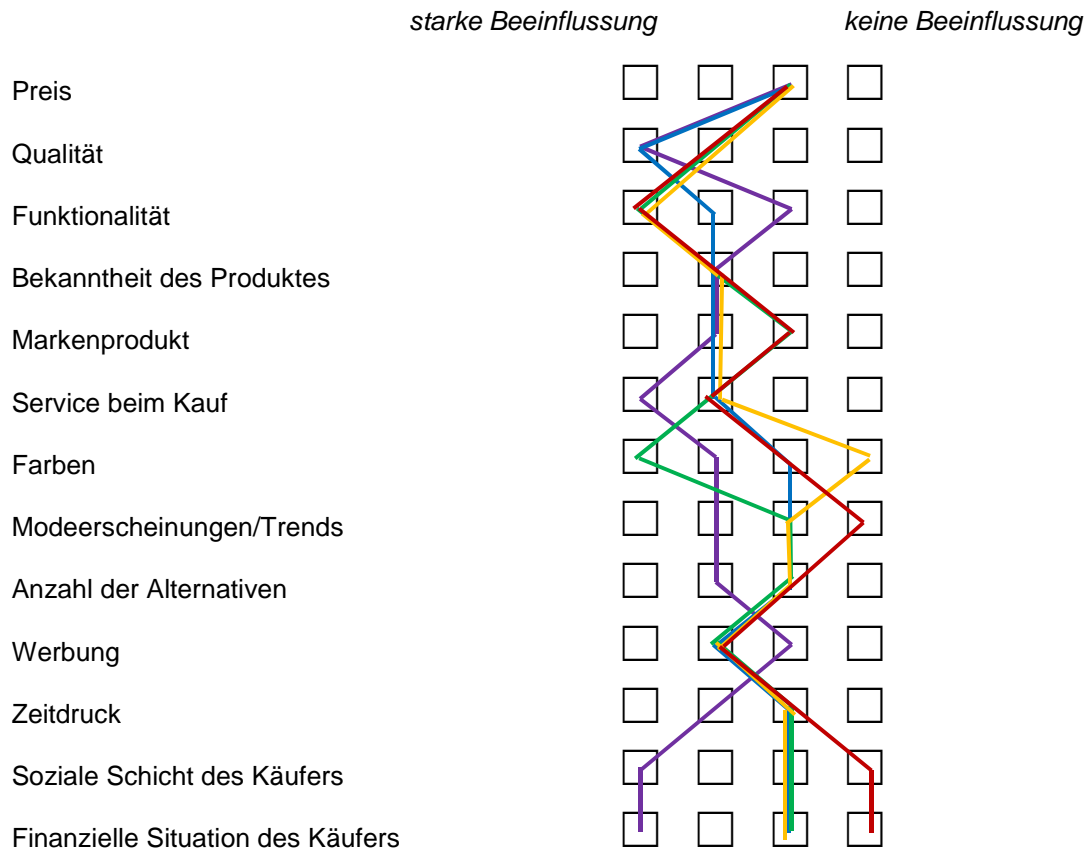 starke Beeinflussung keine Beeinflussung
Preis
Qualität
Funktionalität
Bekanntheit des Produktes
Markenprodukt
Service beim Kauf
Farben
Modeerscheinungen/Trends
Anzahl der Alternativen
Werbung
Zeitdruck
Soziale Schicht des Käufers
Finanzielle Situation des Käufers